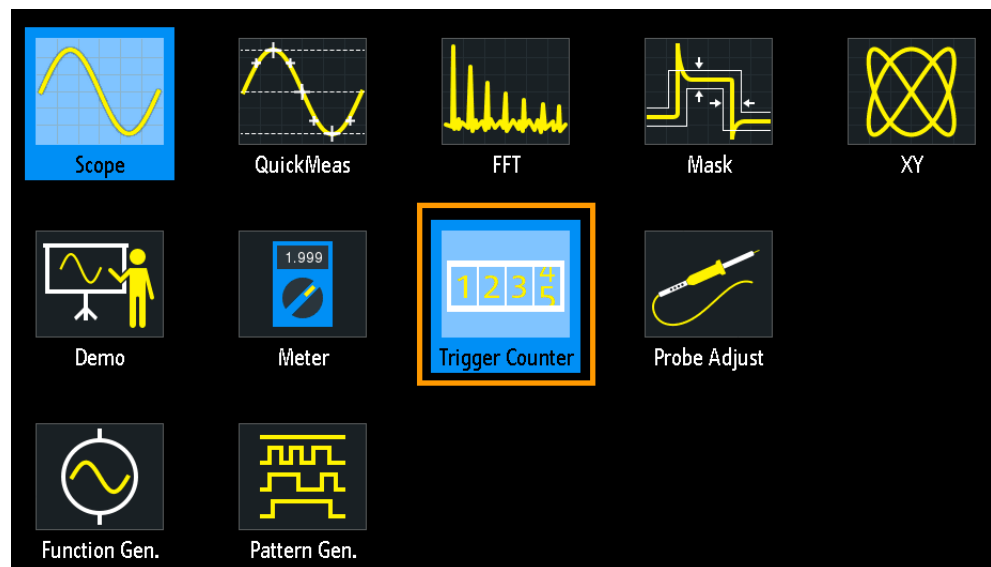 Scope
QuickMeas
FFT
Mask
XY
1.999
1 2 3 4
5
Demo
Meter
Trigger Counter
Probe Adjust
Function Gen.
Pattern Gen.